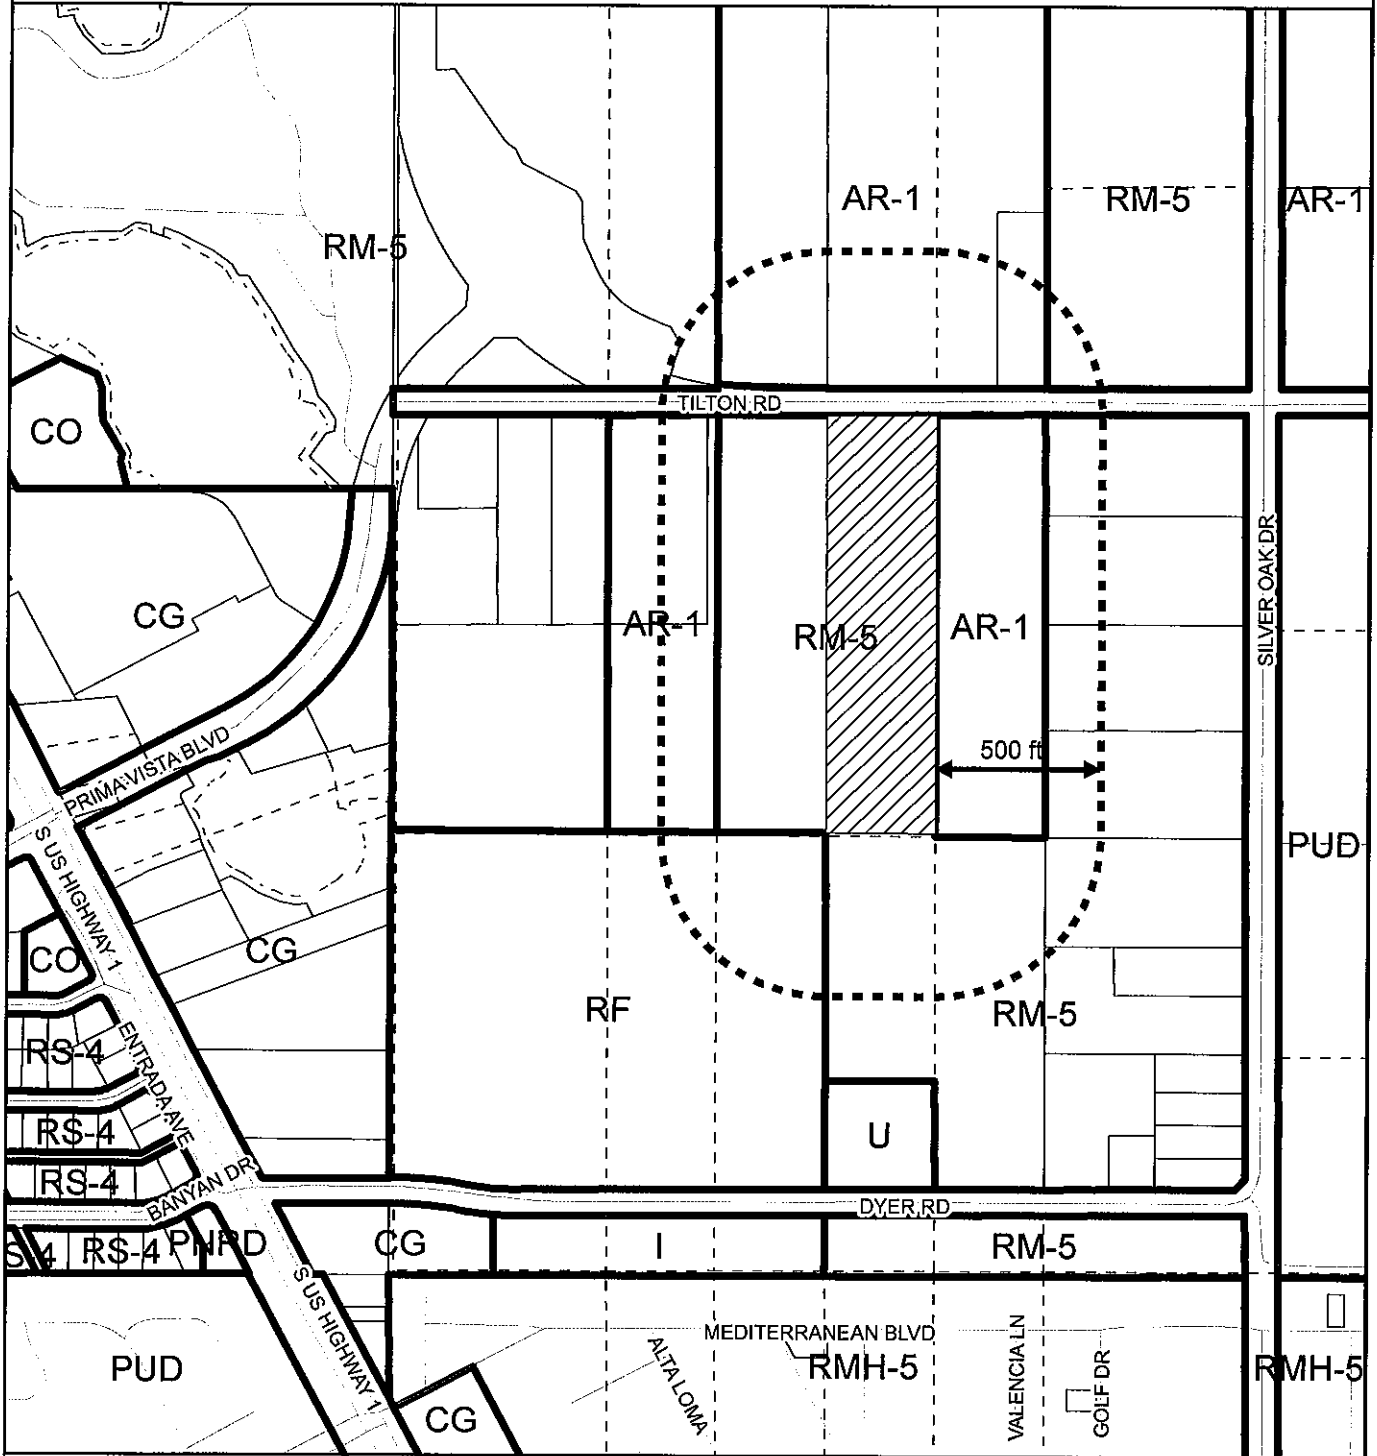 AR-1
RM-5
AR-1
RM-5
TILTON RD
CO
SILVER OAK DR
CG
AR-1
RM-5
AR-1
PRIMA VISTA BLVD
500 ft
S US HIGHWAY 1
PUD
CO
CG
RF
RM-5
RS-4
ENTRADA AVE
RS-4
U
RS-4
BANYAN DR
DYER RD
S-4
RS-4
PNRD
CG
I
RM-5
S US HIGHWAY 1
MEDITERRANEAN BLVD
PUD
ALTA LOMA
RMH-5
VALENCIA LN
GOLF DR
RMH-5
CG